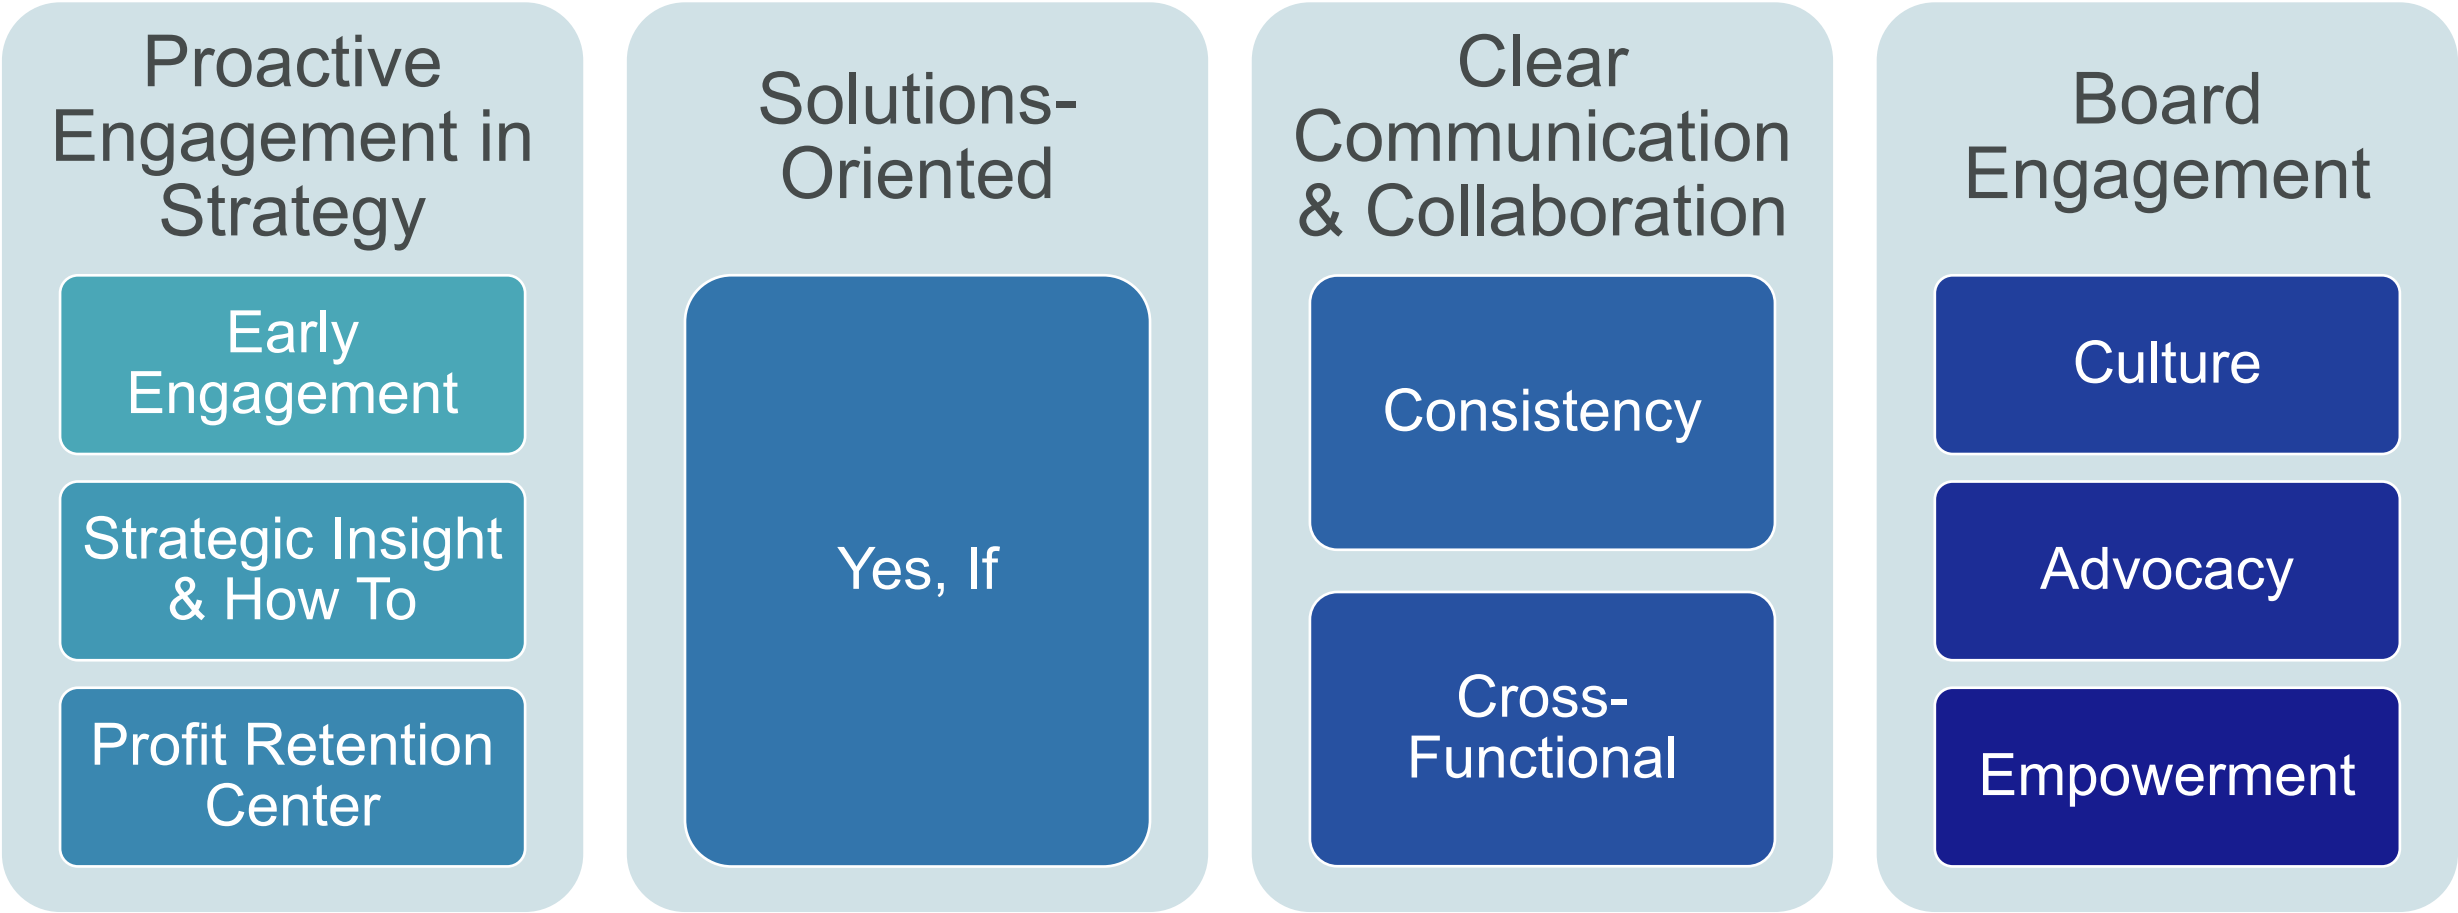 Proactive
Engagement in
Strategy
Early
Engagement
Strategic Insight
& How To
Profit Retention
Center
Solutions-
Oriented
Yes, If
Clear
Communication
& Collaboration
Consistency
Cross-
Functional
Board
Engagement
Culture
Advocacy
Empowerment